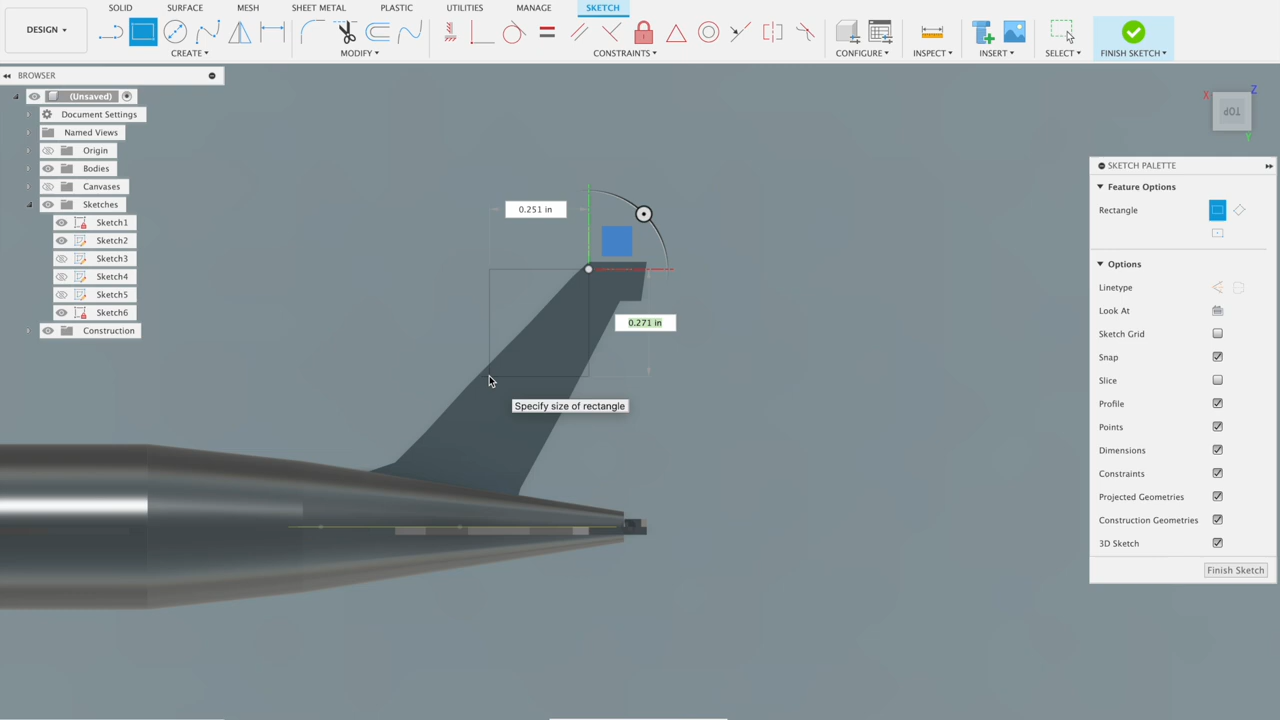 SOLID SURFACE MESH SHEET METAL PLASTIC UTILITIES MANAGE SKETCH
DESIGN
CREATE MODIFY CONSTRAINTS CONFIGURE INSPECT INSERT SELECT FINISH SKETCH
BROWSER
(Unsaved)
Document Settings
Named Views
Origin
Bodies
Canvases
Sketches
Sketch1
Sketch2
Sketch3
Sketch4
Sketch5
Sketch6
Construction
0.251 in
0.271 in
Specify size of rectangle
X
Z
TOP
Y
SKETCH PALETTE
Feature Options
Rectangle
Options
Linetype
Look At
Sketch Grid
Snap
Slice
Profile
Points
Dimensions
Constraints
Projected Geometries
Construction Geometries
3D Sketch
Finish Sketch